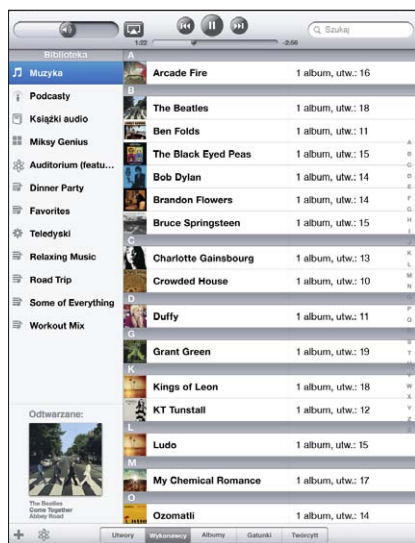 Szukaj
1:22
-2:56
Biblioteka
Muzyka
Podcasty
Książki audio
Miksy Genius
Auditorium (featu...
Dinner Party
Favorites
Teledyski
Relaxing Music
Road Trip
Some of Everything
Workout Mix
Odtwarzane:
The Beatles
Come Together
Abbey Road
A
Arcade Fire 1 album, utw.: 16
B
The Beatles 1 album, utw.: 18
Ben Folds 1 album, utw.: 11
The Black Eyed Peas 1 album, utw.: 15
Bob Dylan 1 album, utw.: 14
Brandon Flowers 1 album, utw.: 14
Bruce Springsteen 1 album, utw.: 15
C
Charlotte Gainsbourg 1 album, utw.: 13
Crowded House 1 album, utw.: 10
D
Duffy 1 album, utw.: 11
G
Grant Green 1 album, utw.: 19
K
Kings of Leon 1 album, utw.: 18
KT Tunstall 1 album, utw.: 12
L
Ludo 1 album, utw.: 15
M
My Chemical Romance 1 album, utw.: 17
O
Ozomatli 1 album, utw.: 14
A
B
C
D
E
F
G
H
I
K
L
M
N
P
Q
R
S
T
V
W
X
Y
Z
Utwory
Wykonawcy
Albumy
Gatunki
Twórcytt